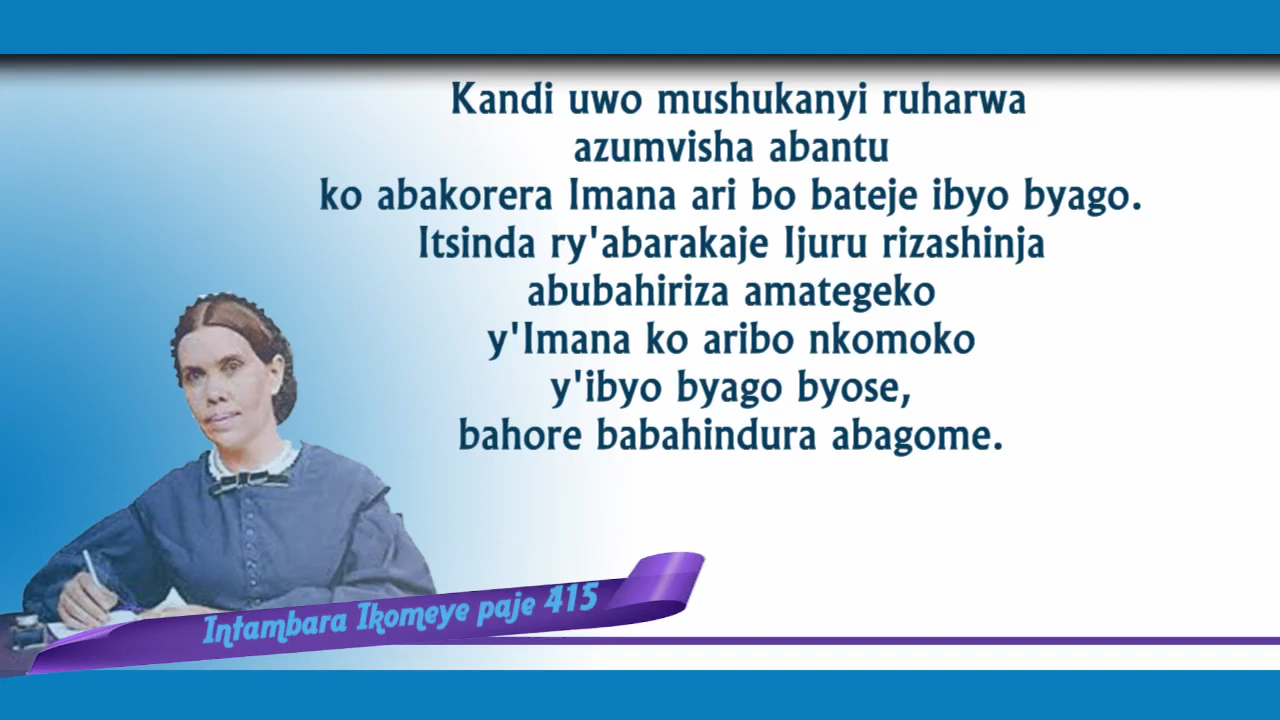 Kandi uwo mushukanyi ruharwa
azumvisha abantu
ko abakorera Imana ari bo bateje ibyo byago.
Itsinda ry'abarakaje Ijuru rizashinja
abubahiriza amategeko
y'Imana ko aribo nkomoko
y'ibyo byago byose,
bahore babahindura abagome.
Intambara Ikomeye paje 415